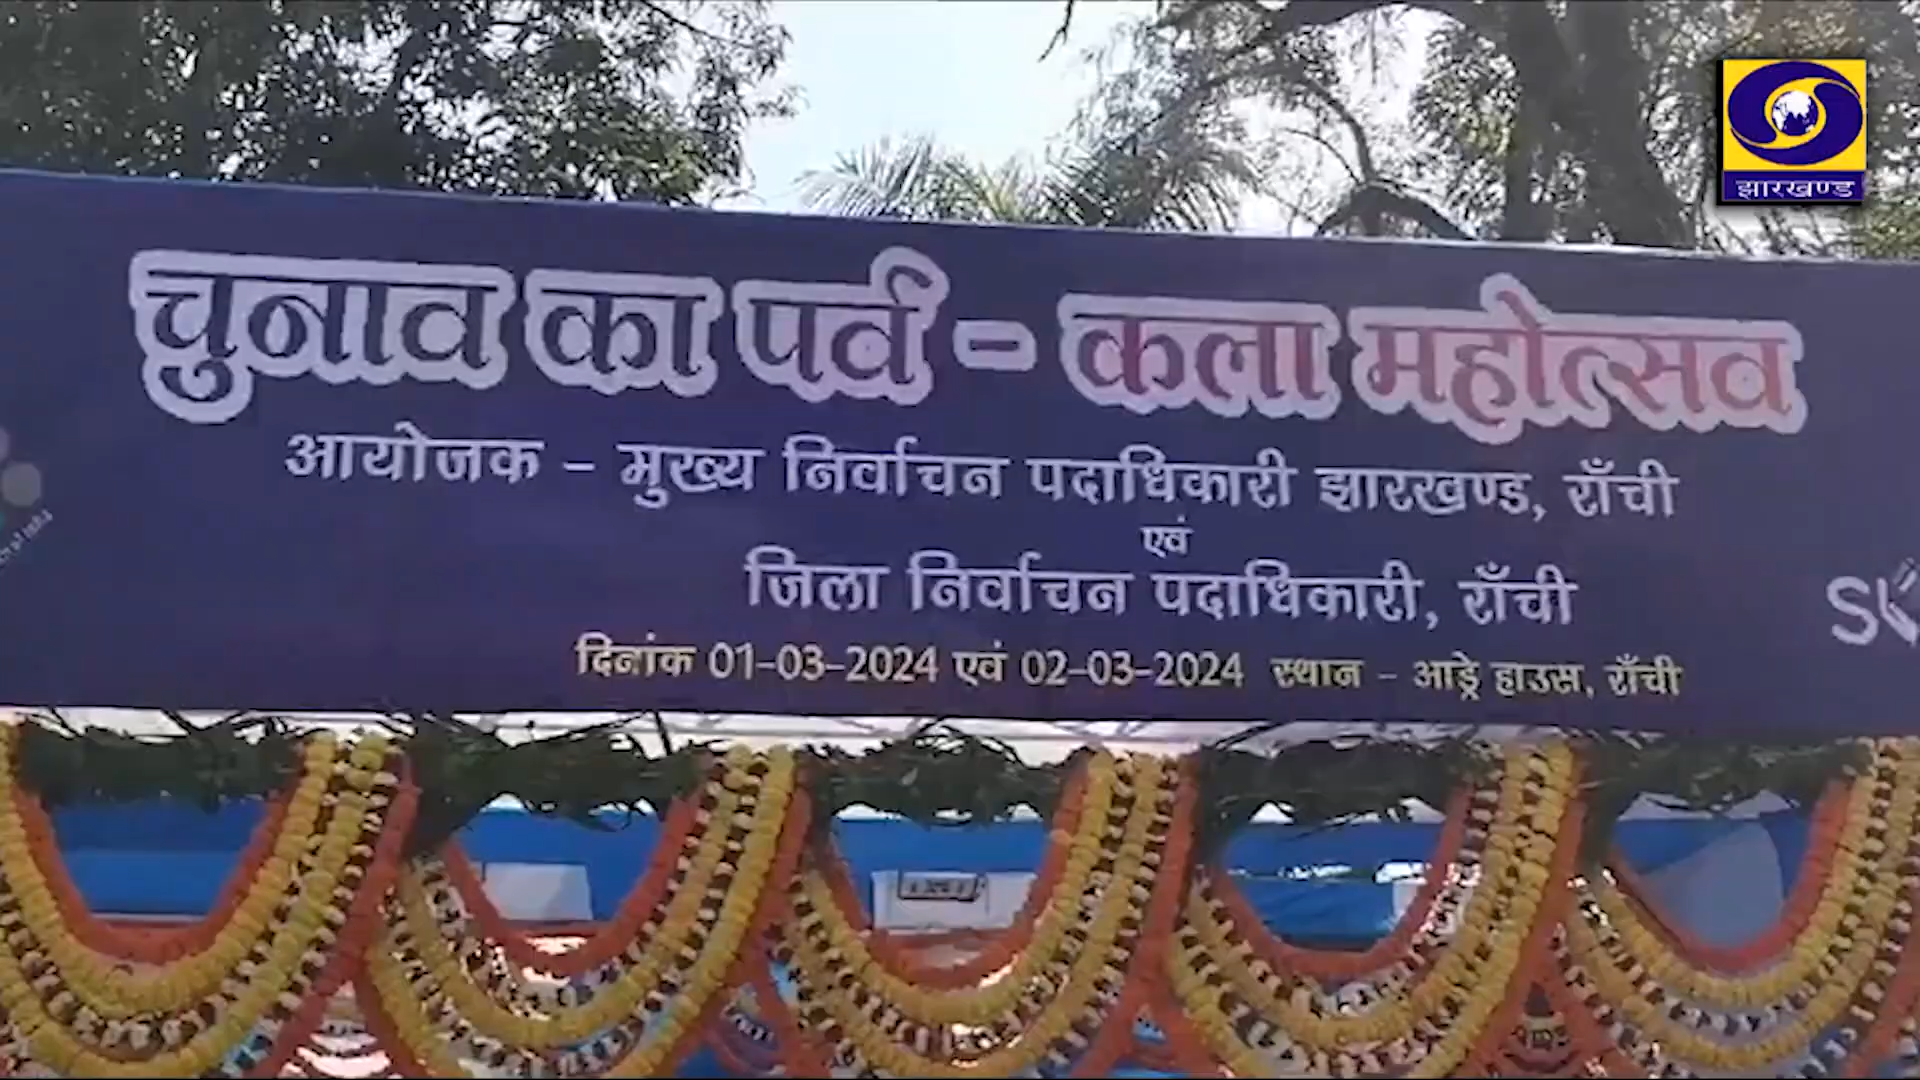 झारखण्ड
चुनाव का पर्व - कला महोत्सव
आयोजक - मुख्य निर्वाचन पदाधिकारी झारखण्ड, राँची
एवं
जिला निर्वाचन पदाधिकारी, राँची
दिनांक 01-03-2024 एवं 02-03-2024 स्थान - आड्रे हाउस, राँची